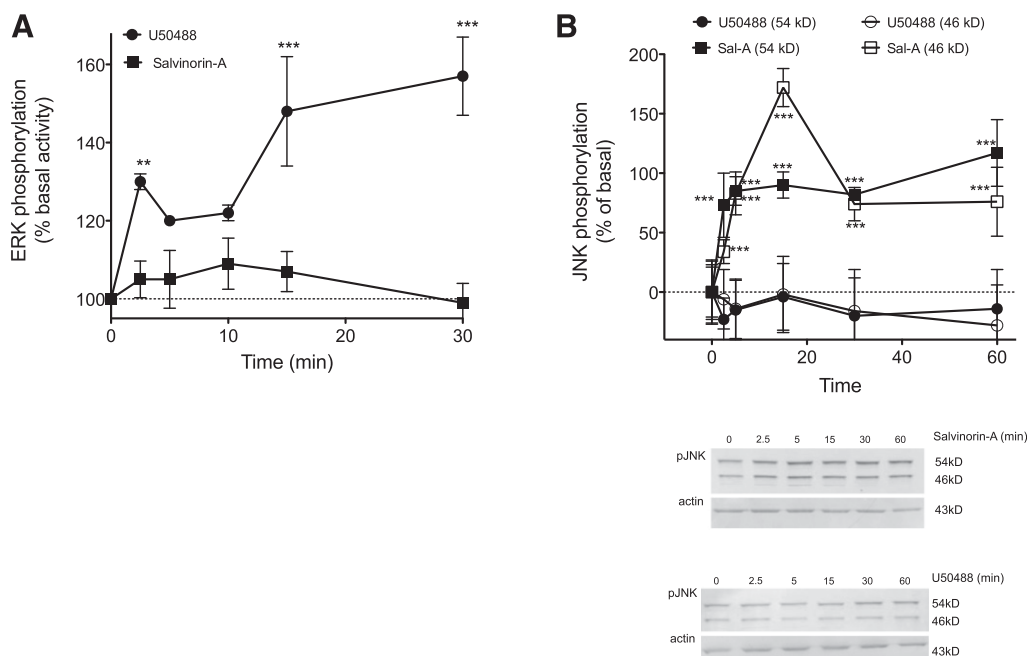 A
U50488
Salvinorin-A
ERK phosphorylation
(% basal activity)
160
140
120
100
**
***
***
0
10
20
30
Time (min)
B
U50488 (54 kD)
U50488 (46 kD)
Sal-A (54 kD)
Sal-A (46 kD)
JNK phosphorylation
(% of basal)
200
150
100
50
0
***
***
***
***
***
***
***
***
***
***
0
20
40
60
Time
0 2.5 5 15 30 60 Salvinorin-A (min)
pJNK
54kD
46kD
actin
43kD
0 2.5 5 15 30 60 U50488 (min)
pJNK
54kD
46kD
actin
43kD